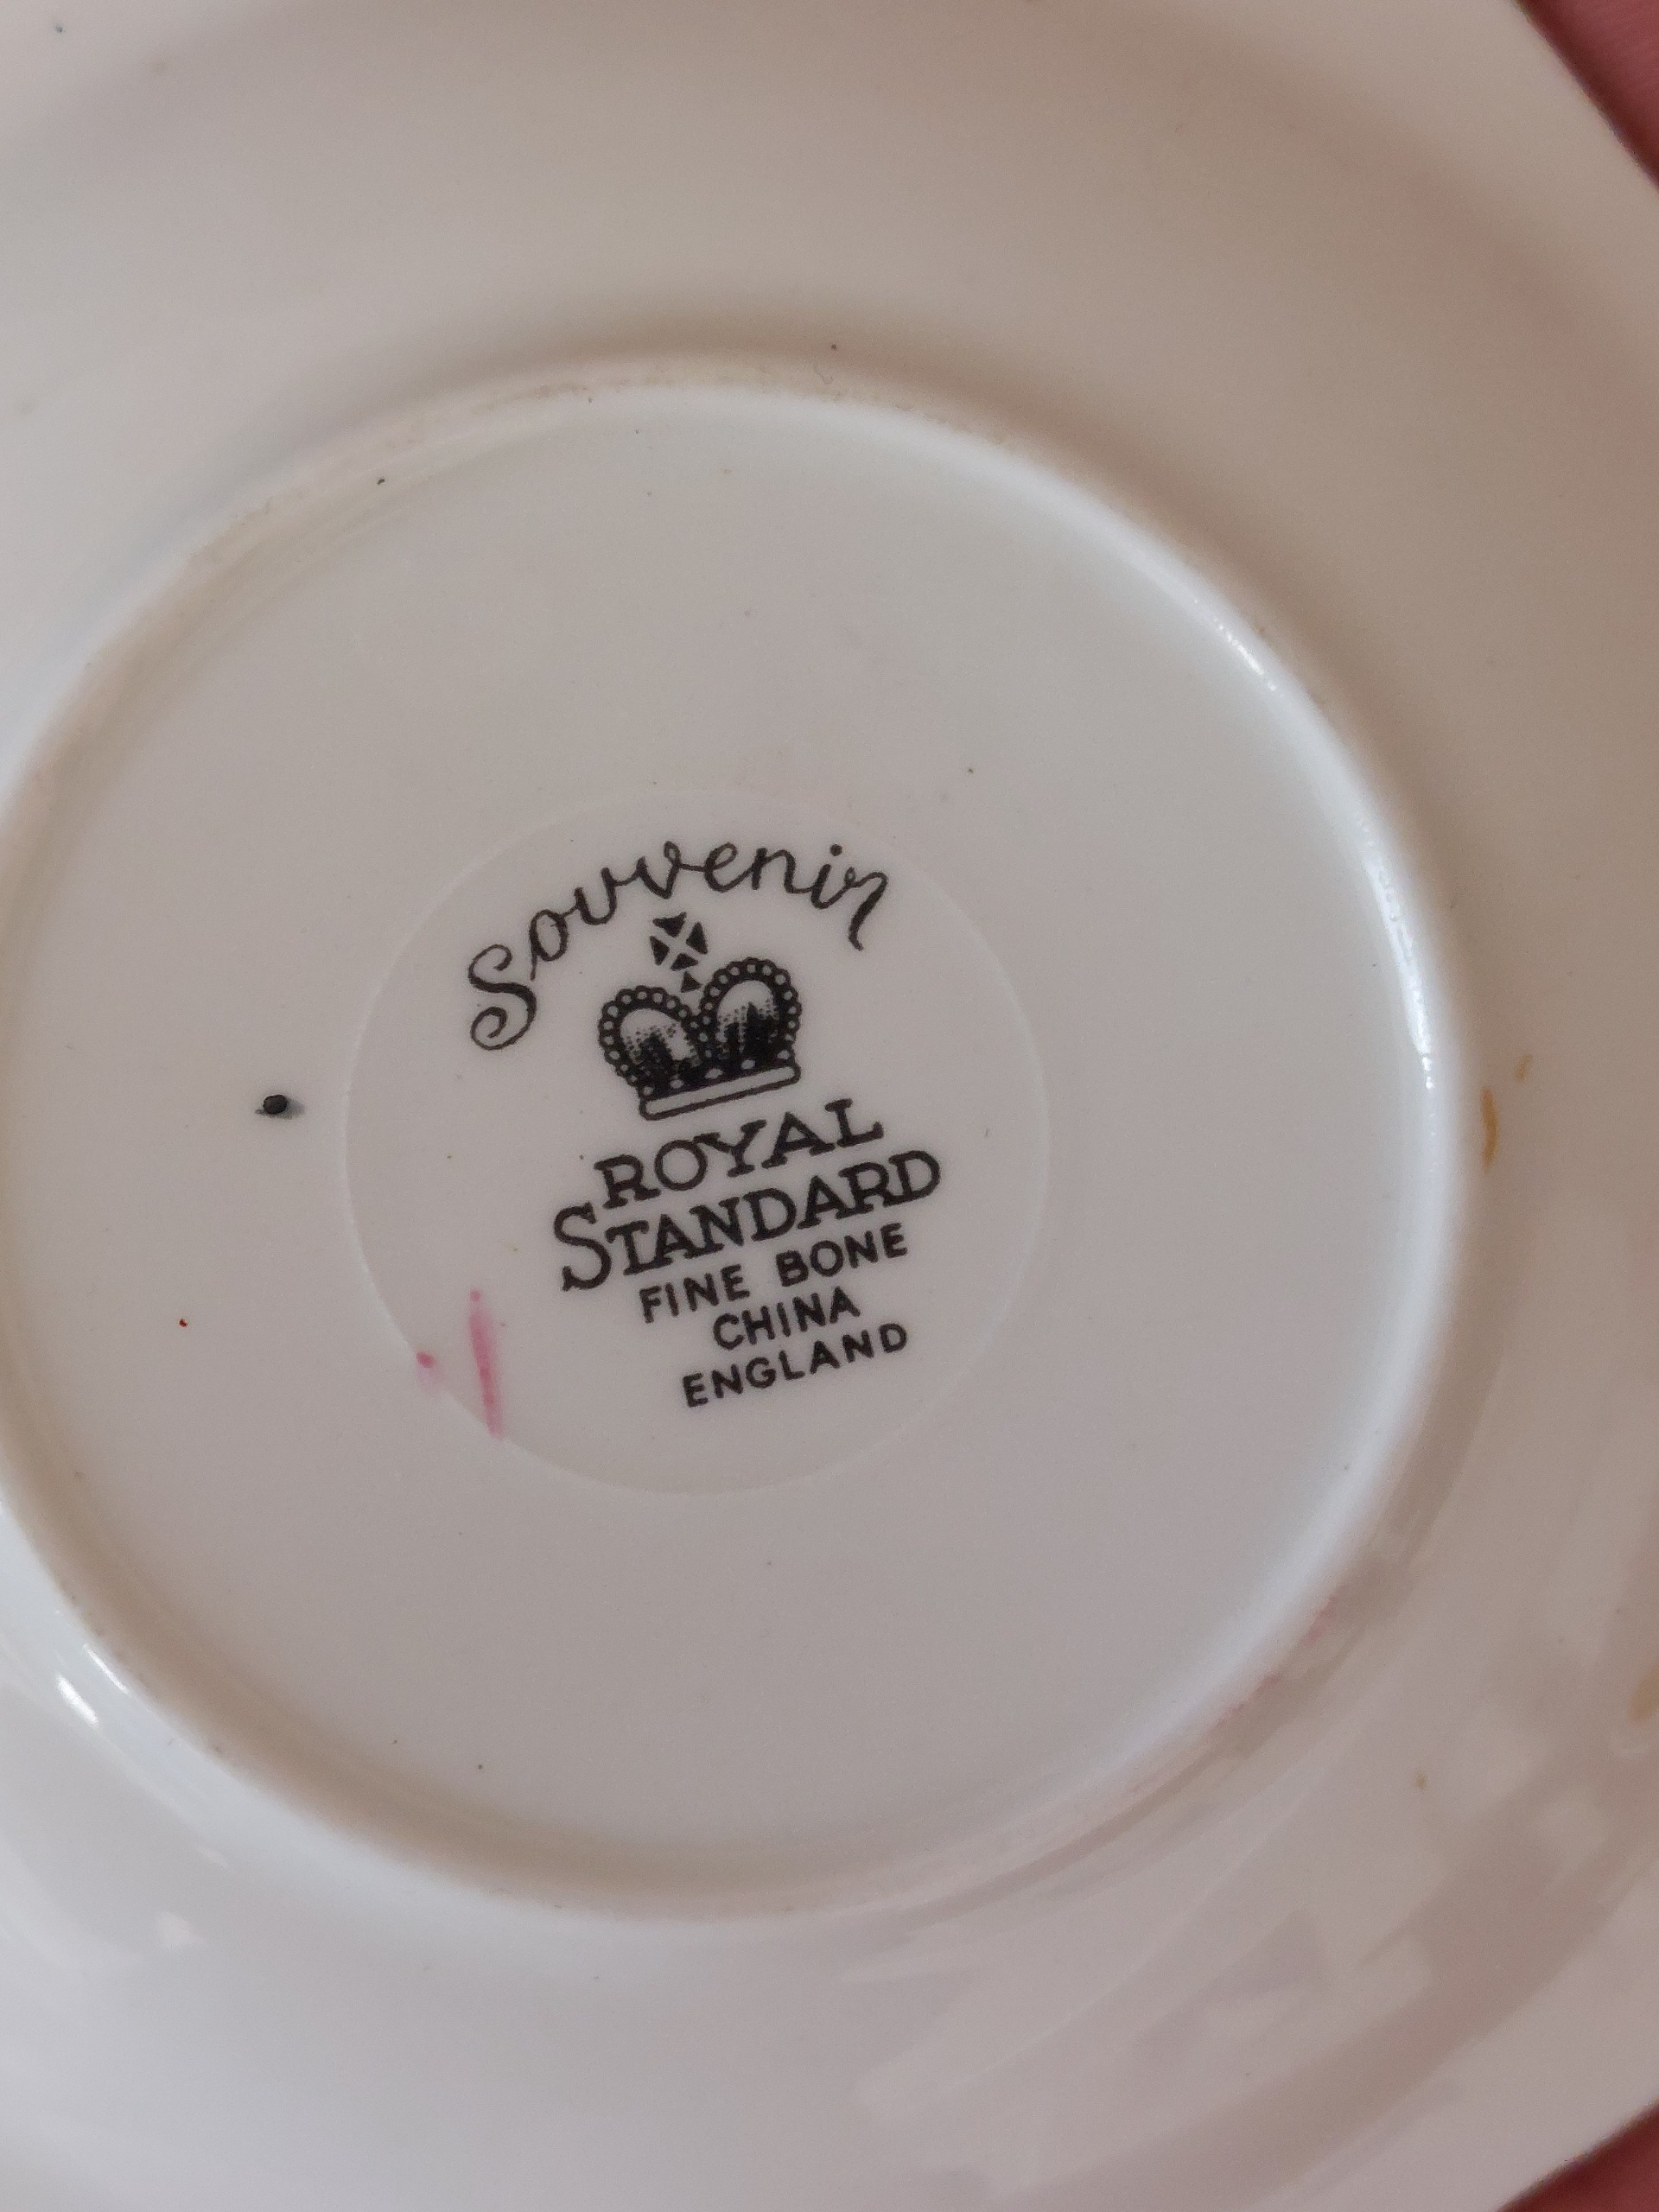 Souvenir
ROYAL
STANDARD
FINE BONE
CHINA
ENGLAND